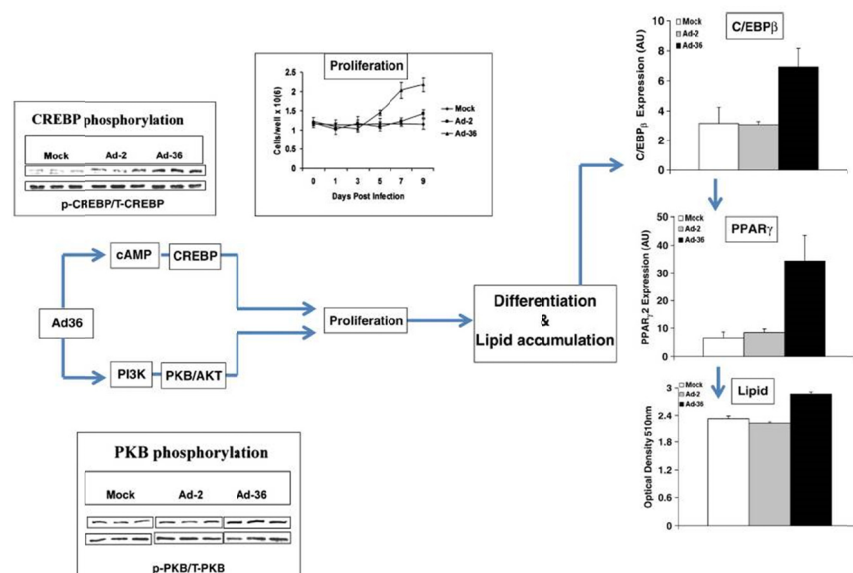 CREBP phosphorylation
Mock Ad-2 Ad-36
p-CREBP/T-CREBP
Proliferation
Cells/well x 10(6)
2.5
2
1.5
1
0.5
0
0 1 3 5 7 9
Days Post Infection
Mock
Ad-2
Ad-36
Ad36
cAMP CREBP
PI3K PKB/AKT
Proliferation
Differentiation
&
Lipid accumulation
PKB phosphorylation
Mock Ad-2 Ad-36
p-PKB/T-PKB
C/EBPβ
Mock
Ad-2
Ad-36
C/EBPβ Expression (AU)
10
8
6
4
2
0
PPARγ
Mock
Ad-2
Ad-36
PPARγ2 Expression (AU)
50
40
30
20
10
0
Lipid
Mock
Ad-2
Ad-36
Optical Density 510nm
3
2.4
1.8
1.2
0.6
0